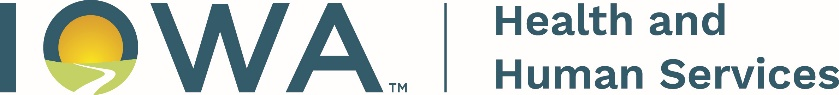 IOWA™
Health and
Human Services